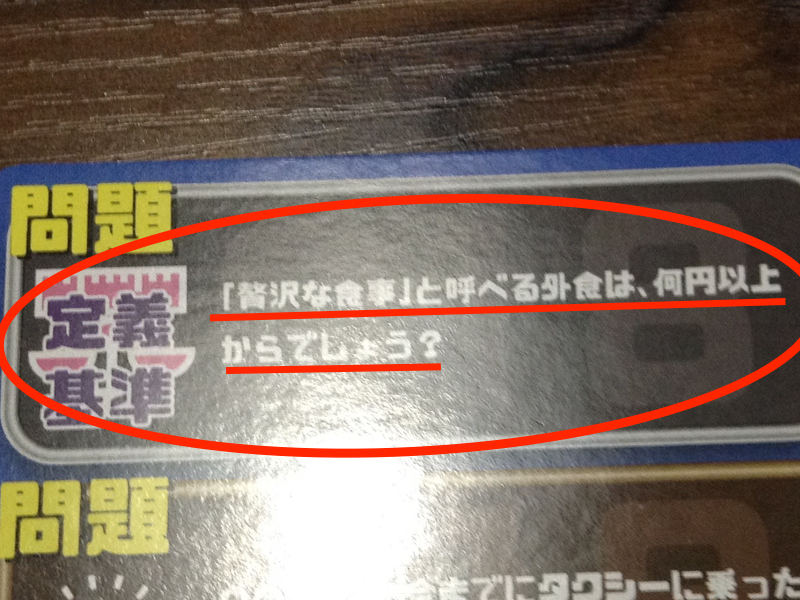 問題
定義
基準
「贅沢な食事」と呼べる外食は、何円以上
からでしょう?
問題
までにタクシーに乗った